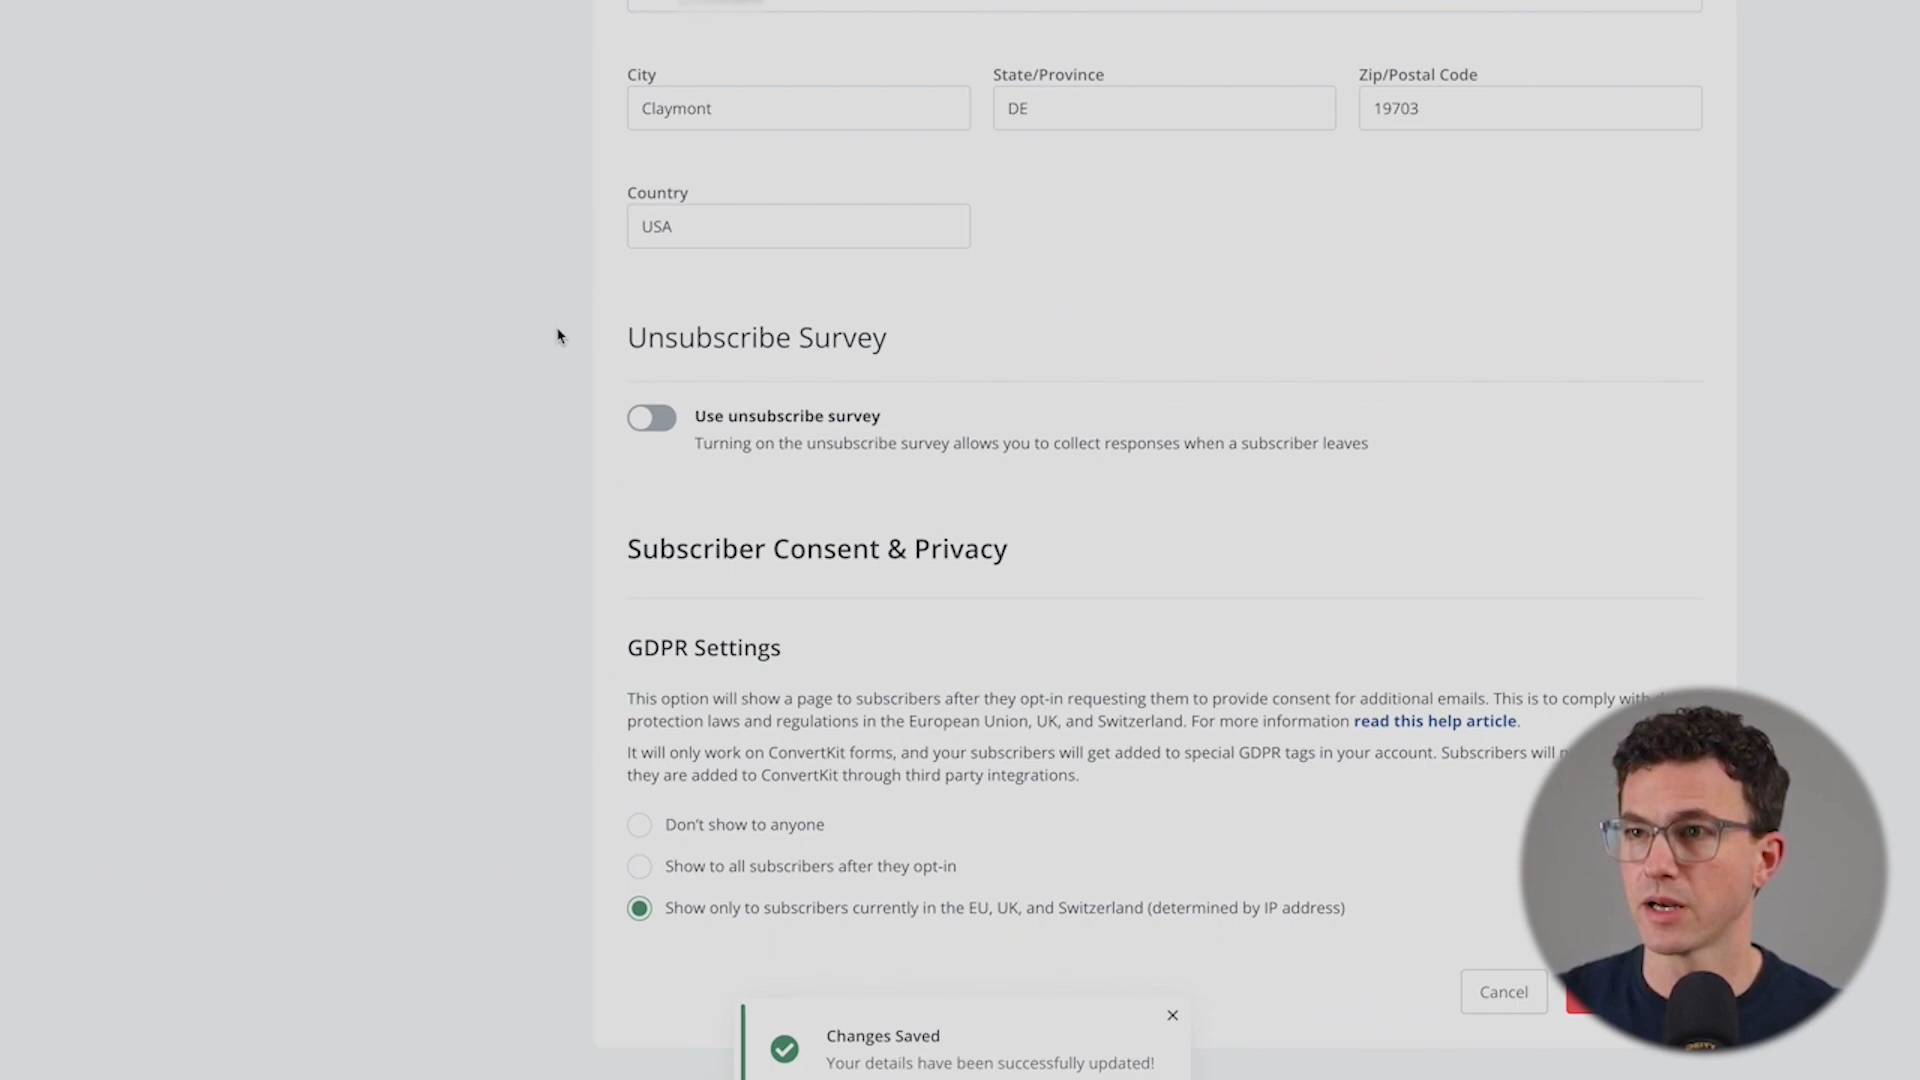 City
State/Province
Zip/Postal Code
Claymont
DE
19703
Country
USA
Unsubscribe Survey
Use unsubscribe survey
Turning on the unsubscribe survey allows you to collect responses when a subscriber leaves
Subscriber Consent & Privacy
GDPR Settings
This option will show a page to subscribers after they opt-in requesting them to provide consent for additional emails. This is to comply with
protection laws and regulations in the European Union, UK, and Switzerland. For more information read this help article.
It will only work on ConvertKit forms, and your subscribers will get added to special GDPR tags in your account. Subscribers will
they are added to ConvertKit through third party integrations.
Don't show to anyone
Show to all subscribers after they opt-in
Show only to subscribers currently in the EU, UK, and Switzerland (determined by IP address)
Cancel
Changes Saved
Your details have been successfully updated!